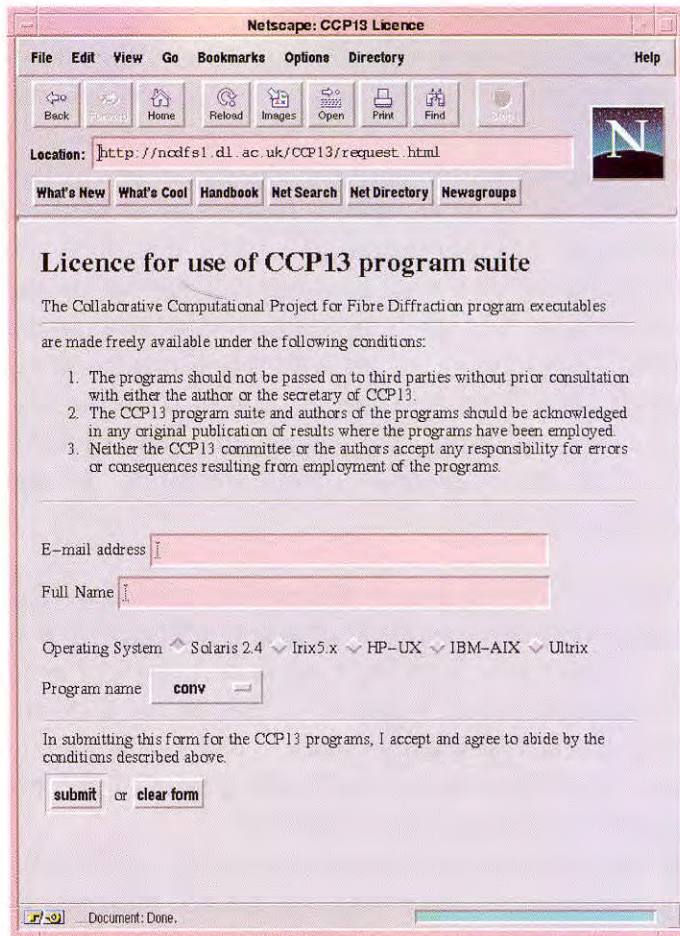 Netscape: CCP13 Licence
File Edit View Go Bookmarks Options Directory Help
Back Forward Home Reload Images Open Print Find Stop
Location: http://ncdfs1.dl.ac.uk/CCP13/request.html
N
What's New What's Cool Handbook Net Search Net Directory Newsgroups
Licence for use of CCP13 program suite
The Collaborative Computational Project for Fibre Diffraction program executables
are made freely available under the following conditions:
1. The programs should not be passed on to third parties without prior consultation
with either the author or the secretary of CCP13.
2. The CCP13 program suite and authors of the programs should be acknowledged
in any original publication of results where the programs have been employed.
3. Neither the CCP13 committee or the authors accept any responsibility for errors
or consequences resulting from employment of the programs.
E-mail address
Full Name
Operating System Solaris 2.4 Irix5.x HP-UX IBM-AIX Ultrix
Program name conv
In submitting this form for the CCP13 programs, I accept and agree to abide by the
conditions described above.
submit or clear form
Document: Done.